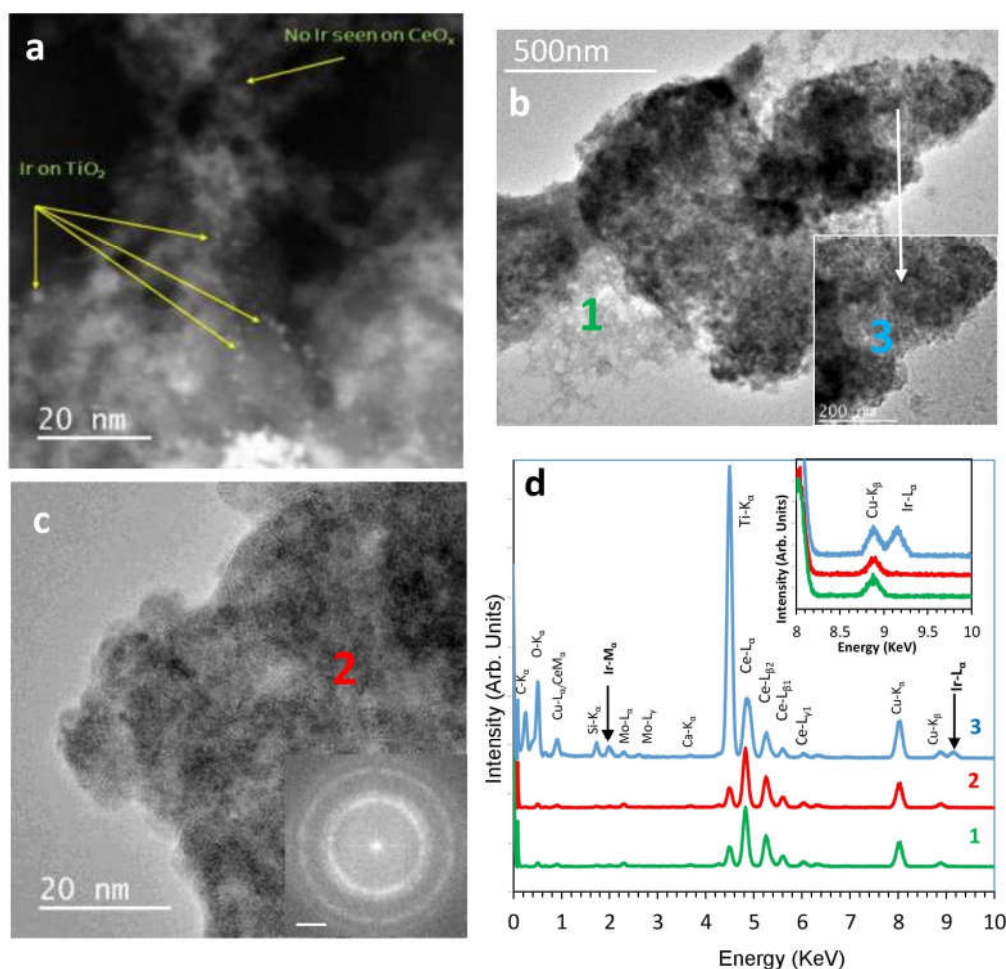 a
No Ir seen on CeOₓ
Ir on TiO₂
20 nm
500nm
b
1
3
200 nm
c
2
20 nm
d
Intensity (Arb. Units)
C-Kα
O-Kα
Cu-Lα,CeMα
Si-Kα
Ir-Mα
Mo-Lα
Mo-Lγ
Ca-Kα
Ti-Kα
Ce-Lα
Ce-Lβ2
Ce-Lβ1
Ce-Lγ1
Cu-Kα
Cu-Kβ
Ir-Lα
3
2
1
0 1 2 3 4 5 6 7 8 9 10
Energy (KeV)
Intensity (Arb. Units)
Cu-Kβ
Ir-Lα
8 8.5 9 9.5 10
Energy (KeV)